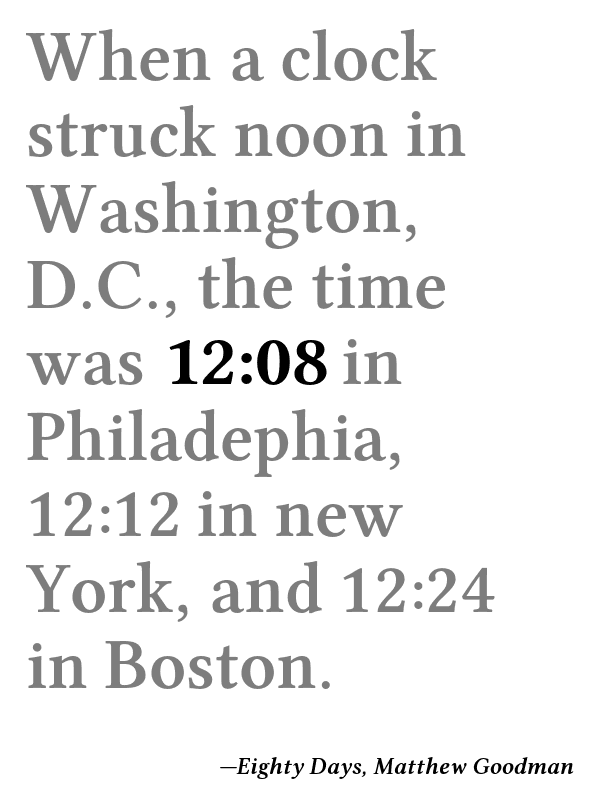 When a clock
struck noon in
Washington,
D.C., the time
was 12:08 in
Philadephia,
12:12 in new
York, and 12:24
in Boston.
—Eighty Days, Matthew Goodman